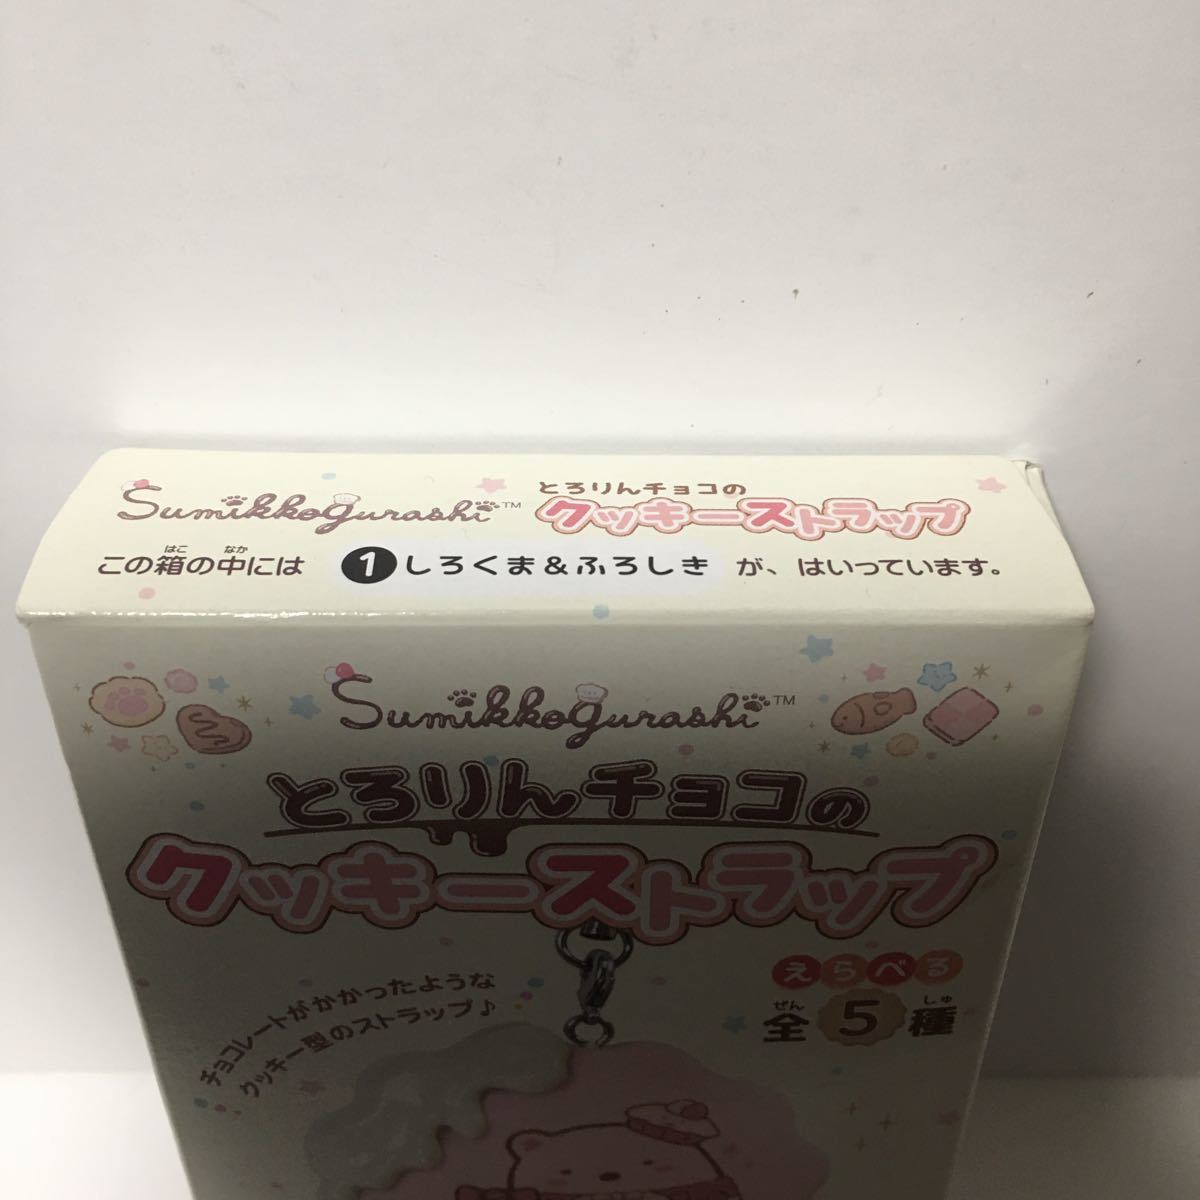 Sumikkogurashi™
とろりんチョコの
クッキーストラップ
この箱の中には ❶しろくま&ふろしき が、はいっています。
はこ なか
Sumikkogurashi™
とろりんチョコの
クッキーストラップ
チョコレートがかかったような
クッキー型のストラップ♪
えらべる
全5種
ぜん しゅ